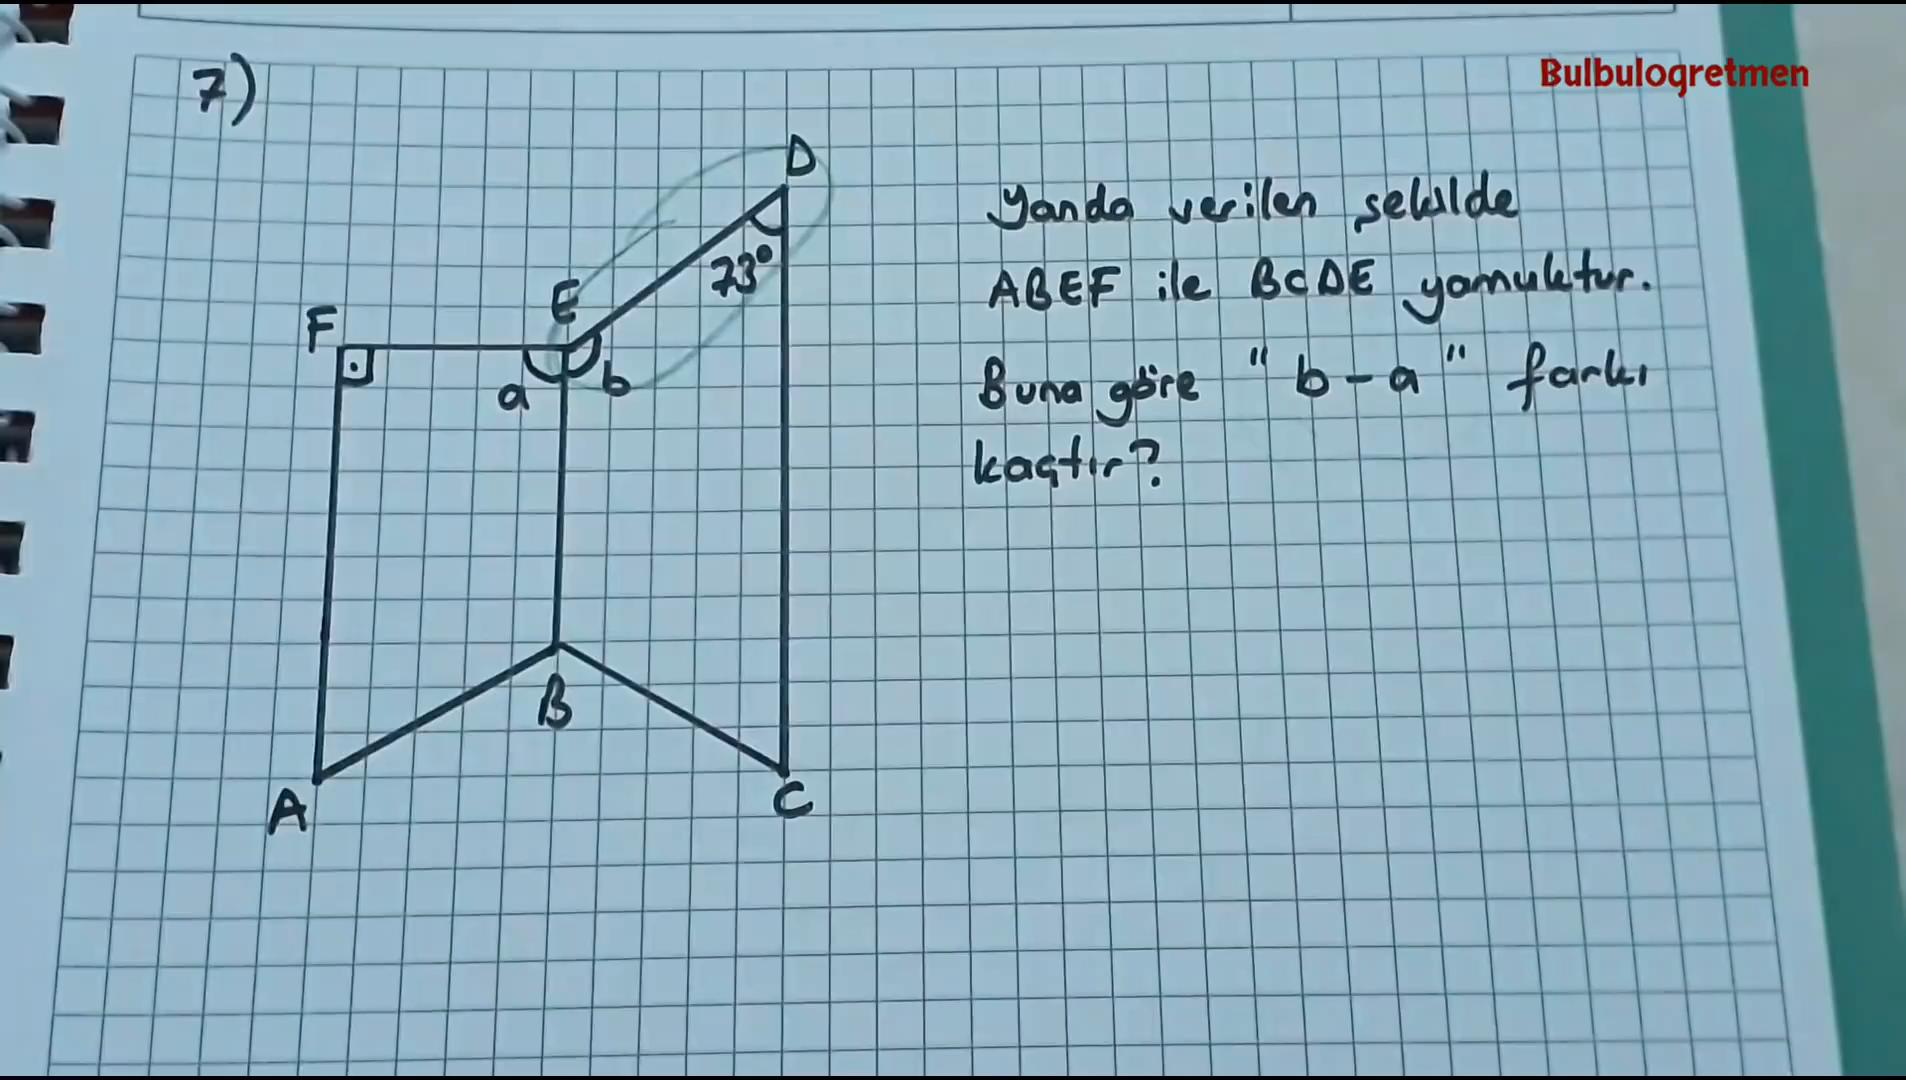 Bulbulogretmen
7)
D
73°
E
F
a
b
B
A
C
Yanda verilen şekilde
ABEF ile BCDE yamuktur.
Buna göre "b-a" farkı
kaçtır?